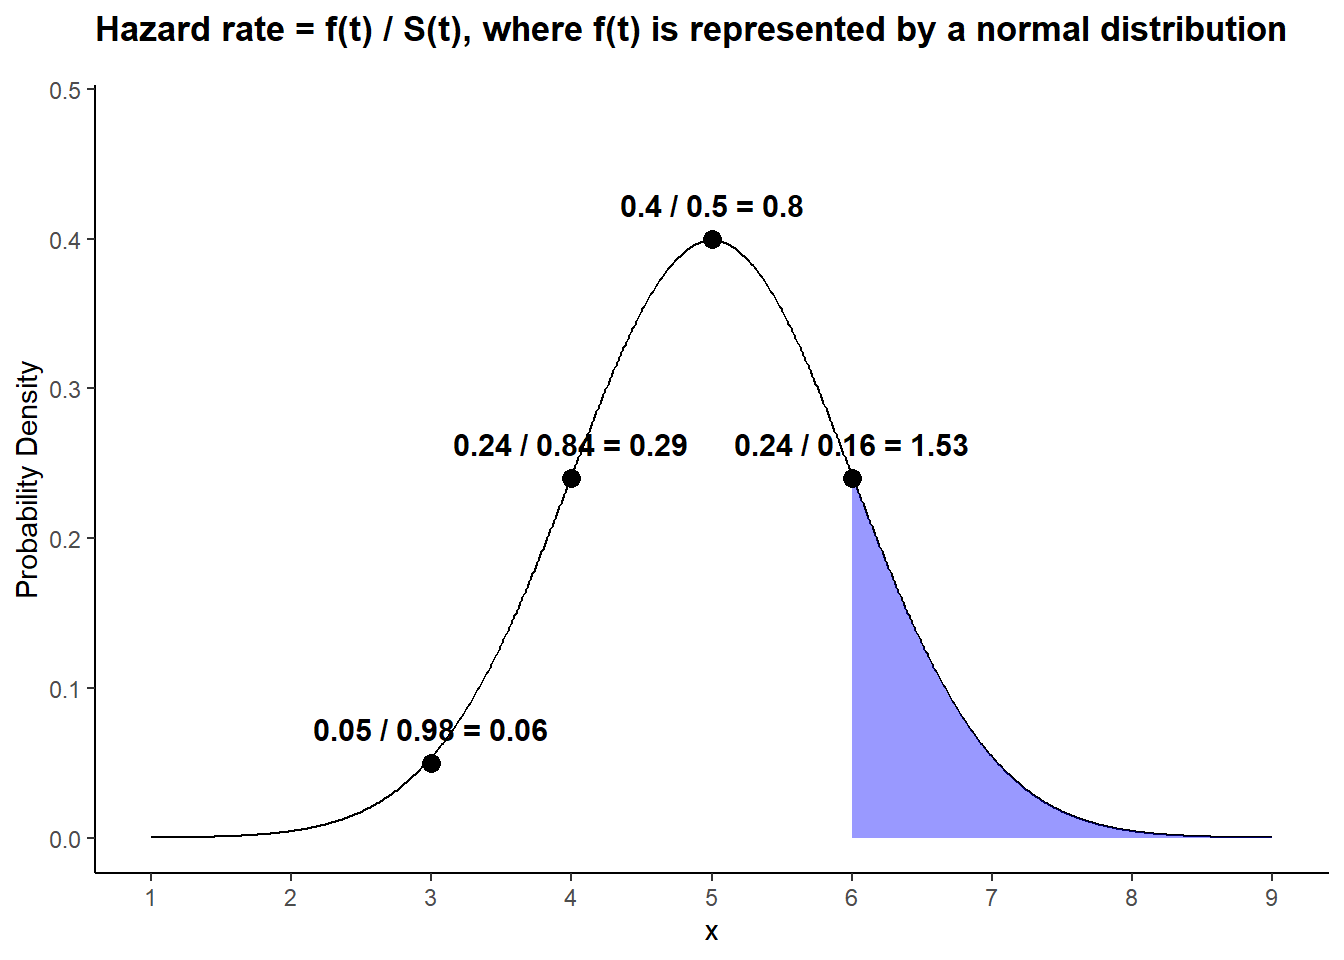 Hazard rate = f(t) / S(t), where f(t) is represented by a normal distribution
0.5
0.4 / 0.5 = 0.8
0.4
0.3
0.24 / 0.84 = 0.29
0.24 / 0.16 = 1.53
Probability Density
0.2
0.1
0.05 / 0.98 = 0.06
0.0
1 2 3 4 5 6 7 8 9
x